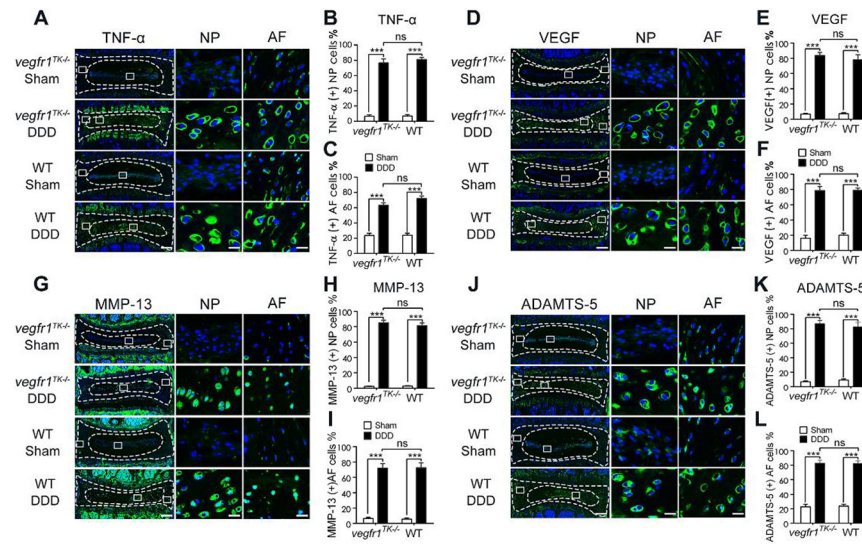 A
TNF-α NP AF
vegfr1TK-/-
Sham
vegfr1TK-/-
DDD
WT
Sham
WT
DDD
B TNF-α
TNF-α (+) NP cells%
100
80
60
40
20
0
*** *** ns
vegfr1TK-/- WT
C
Sham
DDD
TNF-α (+) AF cells %
100
80
60
40
20
0
*** *** ns
vegfr1TK-/- WT
D
VEGF NP AF
vegfr1TK-/-
Sham
vegfr1TK-/-
DDD
WT
Sham
WT
DDD
E VEGF
VEGF(+) NP cells%
100
80
60
40
20
0
*** *** ns
vegfr1TK-/- WT
F
Sham
DDD
VEGF (+) AF cells %
100
80
60
40
20
0
*** *** ns
vegfr1TK-/- WT
G
MMP-13 NP AF
vegfr1TK-/-
Sham
vegfr1TK-/-
DDD
WT
Sham
WT
DDD
H MMP-13
MMP-13 (+) NP cells %
100
80
60
40
20
0
*** *** ns
vegfr1TK-/- WT
I
Sham
DDD
MMP-13 (+)AF cells %
100
80
60
40
20
0
*** *** ns
vegfr1TK-/- WT
J
ADAMTS-5 NP AF
vegfr1TK-/-
Sham
vegfr1TK-/-
DDD
WT
Sham
WT
DDD
K ADAMTS-5
ADAMTS-5 (+) NP cells %
100
80
60
40
20
0
*** *** ns
vegfr1TK-/- WT
L
Sham
DDD
ADAMTS-5 (+) AF cells %
100
80
60
40
20
0
*** *** ns
vegfr1TK-/- WT